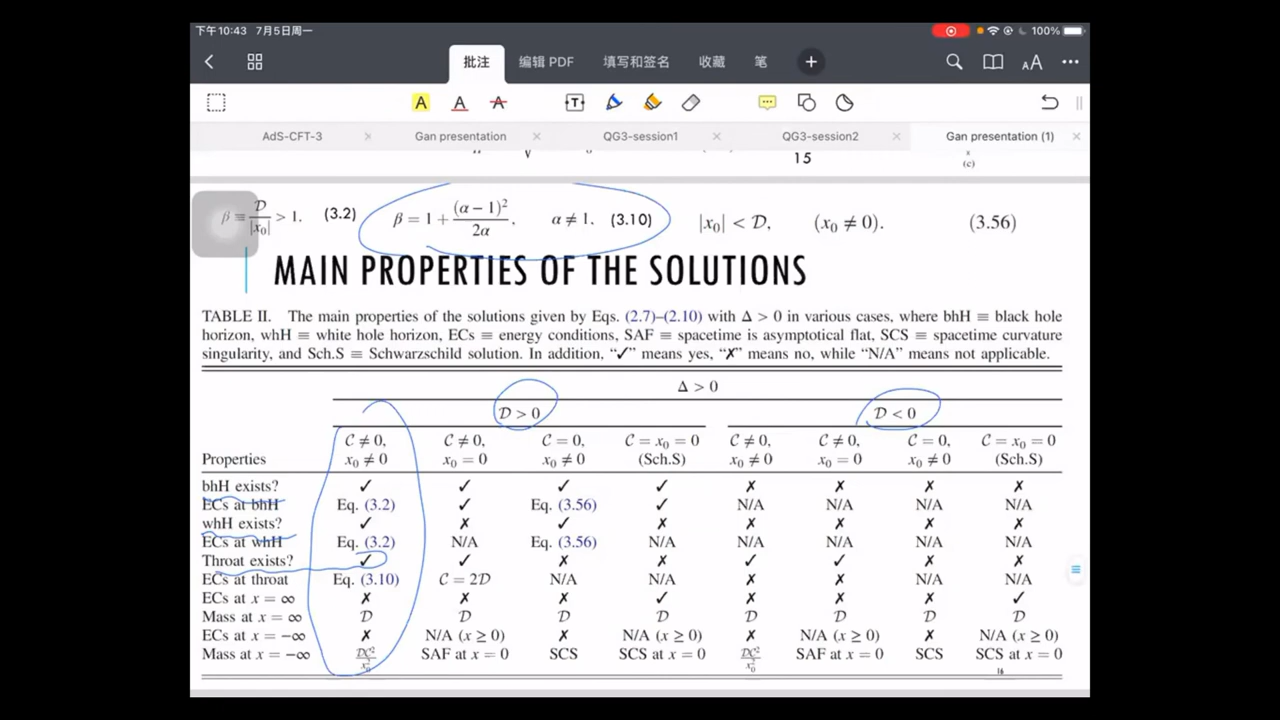 下午10:43 7月5日周一
100%
批注 编辑 PDF 填写和签名 收藏 笔
AdS-CFT-3 Gan presentation QG3-session1 QG3-session2 Gan presentation (1)
15
(c)
β ≡ D/|x₀| > 1. (3.2) β = 1 + (α − 1)²/2α, α ≠ 1. (3.10) |x₀| < D, (x₀ ≠ 0). (3.56)
MAIN PROPERTIES OF THE SOLUTIONS
TABLE II. The main properties of the solutions given by Eqs. (2.7)–(2.10) with Δ > 0 in various cases, where bhH ≡ black hole
horizon, whH ≡ white hole horizon, ECs ≡ energy conditions, SAF ≡ spacetime is asymptotical flat, SCS ≡ spacetime curvature
singularity, and Sch.S ≡ Schwarzschild solution. In addition, “✓” means yes, “✗” means no, while “N/A” means not applicable.
Δ > 0
D > 0 D < 0
C ≠ 0, C ≠ 0, C = 0, C = x₀ = 0 C ≠ 0, C ≠ 0, C = 0, C = x₀ = 0
Properties x₀ ≠ 0 x₀ = 0 x₀ ≠ 0 (Sch.S) x₀ ≠ 0 x₀ = 0 x₀ ≠ 0 (Sch.S)
bhH exists? ✓ ✓ ✓ ✓ ✗ ✗ ✗ ✗
ECs at bhH Eq. (3.2) ✓ Eq. (3.56) ✓ N/A N/A N/A N/A
whH exists? ✓ ✗ ✓ ✗ ✗ ✗ ✗ ✗
ECs at whH Eq. (3.2) N/A Eq. (3.56) N/A N/A N/A N/A N/A
Throat exists? ✓ ✓ ✗ ✗ ✓ ✓ ✗ ✗
ECs at throat Eq. (3.10) C = 2D N/A N/A ✗ ✗ N/A N/A
ECs at x = ∞ ✗ ✗ ✗ ✓ ✗ ✗ ✗ ✓
Mass at x = ∞ D D D D D D D D
ECs at x = −∞ ✗ N/A (x ≥ 0) ✗ N/A (x ≥ 0) ✗ N/A (x ≥ 0) ✗ N/A (x ≥ 0)
Mass at x = −∞ DC²/x₀² SAF at x = 0 SCS SCS at x = 0 DC²/x₀² SAF at x = 0 SCS SCS at x = 0
16